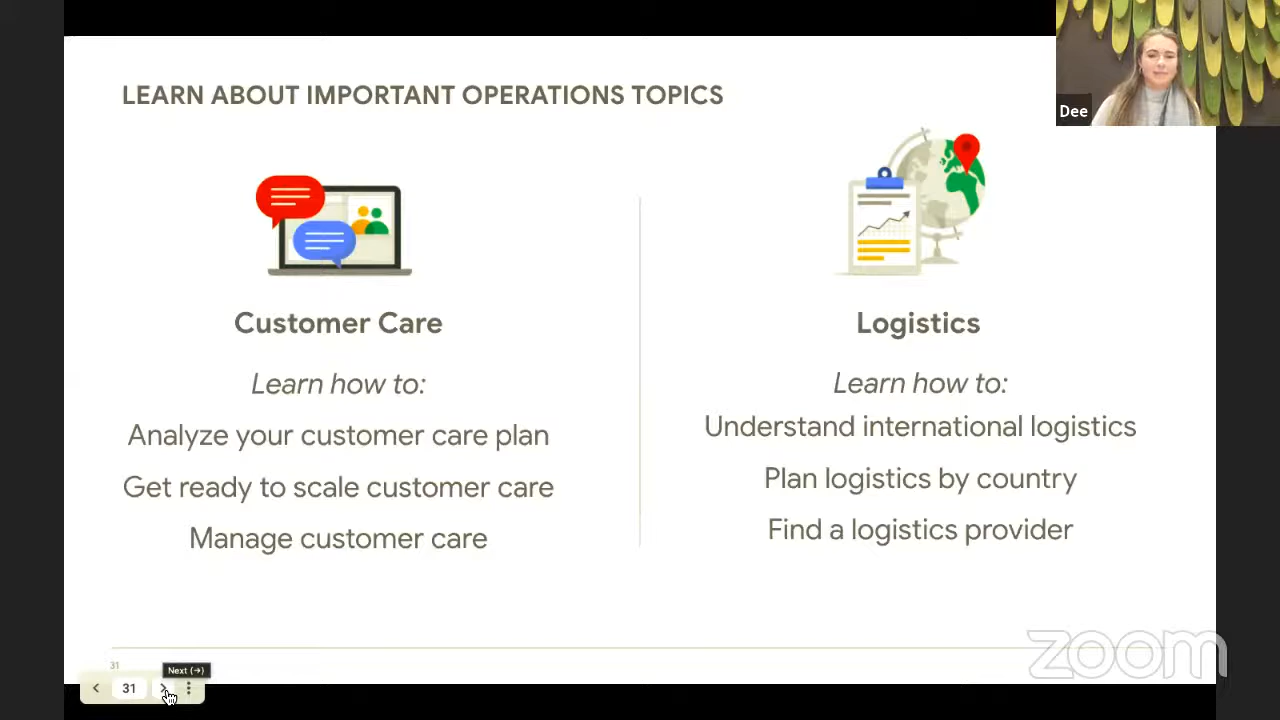 LEARN ABOUT IMPORTANT OPERATIONS TOPICS
Dee
Customer Care
Learn how to:
Analyze your customer care plan
Get ready to scale customer care
Manage customer care
Logistics
Learn how to:
Understand international logistics
Plan logistics by country
Find a logistics provider
31
Next (→)
31
zoom